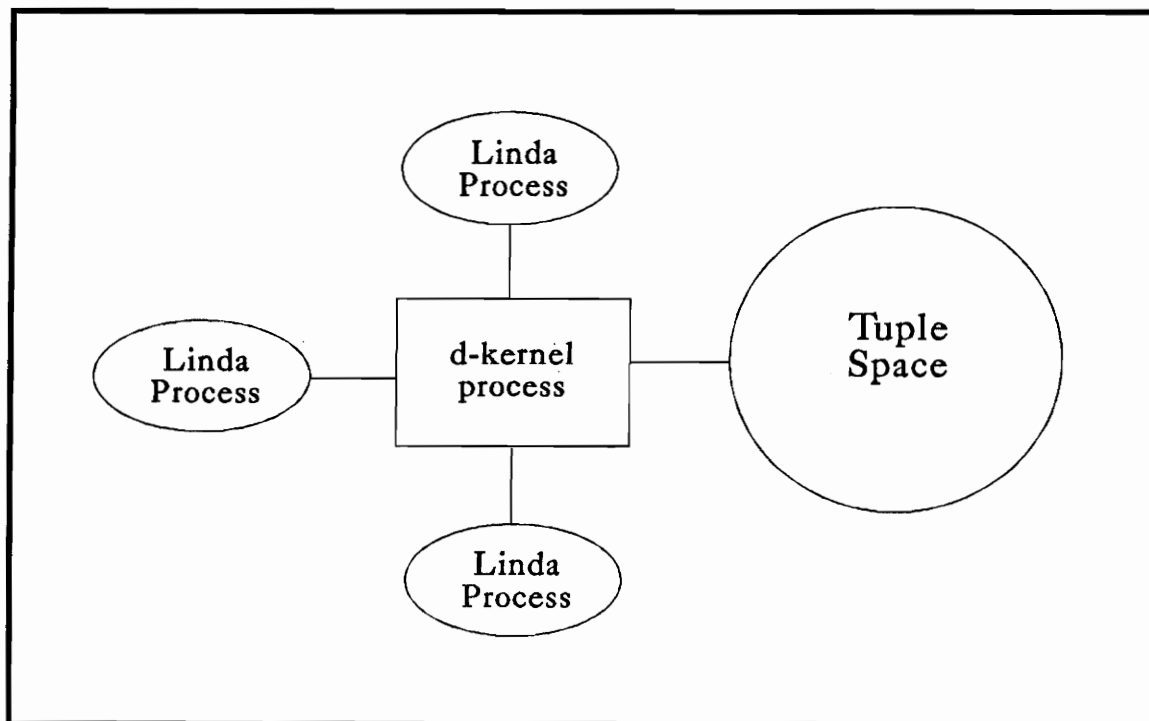 Linda
Process
Linda
Process
d-kernel
process
Tuple
Space
Linda
Process